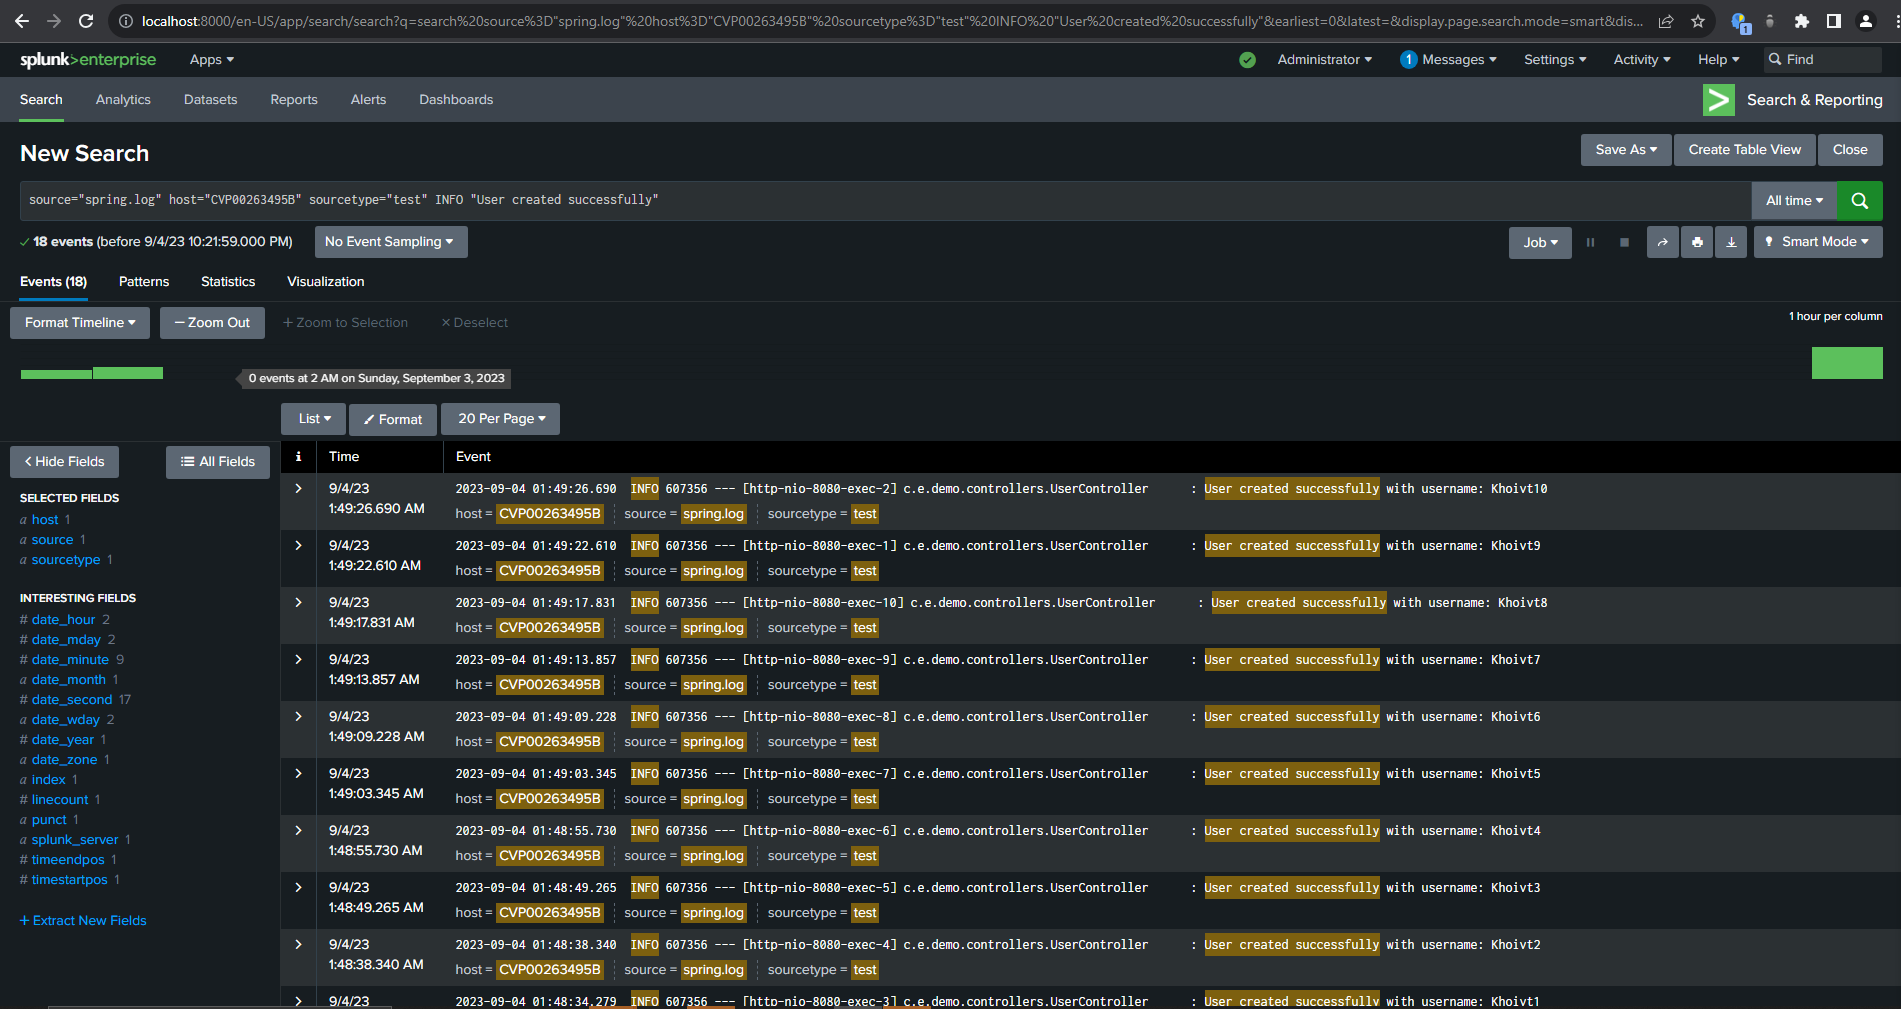 localhost:8000/en-US/app/search/search?q=search%20source%3D"spring.log"%20host%3D"CVP00263495B"%20sourcetype%3D"test"%20INFO%20"User%20created%20successfully"&earliest=0&latest=&display.page.search.mode=smart&dis...
1
splunk>enterprise Apps Administrator 1 Messages Settings Activity Help Find
Search Analytics Datasets Reports Alerts Dashboards Search & Reporting
New Search Save As Create Table View Close
source="spring.log" host="CVP00263495B" sourcetype="test" INFO "User created successfully" All time
18 events (before 9/4/23 10:21:59.000 PM) No Event Sampling Job Smart Mode
Events (18) Patterns Statistics Visualization
Format Timeline — Zoom Out + Zoom to Selection × Deselect 1 hour per column
0 events at 2 AM on Sunday, September 3, 2023
List Format 20 Per Page
< Hide Fields All Fields
SELECTED FIELDS
a host 1
a source 1
a sourcetype 1
INTERESTING FIELDS
# date_hour 2
# date_mday 2
# date_minute 9
a date_month 1
# date_second 17
a date_wday 2
# date_year 1
a date_zone 1
a index 1
# linecount 1
a punct 1
a splunk_server 1
# timeendpos 1
# timestartpos 1
+ Extract New Fields
i Time Event
9/4/23 2023-09-04 01:49:26.690 INFO 607356 --- [http-nio-8080-exec-2] c.e.demo.controllers.UserController : User created successfully with username: Khoivt10
1:49:26.690 AM host = CVP00263495B source = spring.log sourcetype = test
9/4/23 2023-09-04 01:49:22.610 INFO 607356 --- [http-nio-8080-exec-1] c.e.demo.controllers.UserController : User created successfully with username: Khoivt9
1:49:22.610 AM host = CVP00263495B source = spring.log sourcetype = test
9/4/23 2023-09-04 01:49:17.831 INFO 607356 --- [http-nio-8080-exec-10] c.e.demo.controllers.UserController : User created successfully with username: Khoivt8
1:49:17.831 AM host = CVP00263495B source = spring.log sourcetype = test
9/4/23 2023-09-04 01:49:13.857 INFO 607356 --- [http-nio-8080-exec-9] c.e.demo.controllers.UserController : User created successfully with username: Khoivt7
1:49:13.857 AM host = CVP00263495B source = spring.log sourcetype = test
9/4/23 2023-09-04 01:49:09.228 INFO 607356 --- [http-nio-8080-exec-8] c.e.demo.controllers.UserController : User created successfully with username: Khoivt6
1:49:09.228 AM host = CVP00263495B source = spring.log sourcetype = test
9/4/23 2023-09-04 01:49:03.345 INFO 607356 --- [http-nio-8080-exec-7] c.e.demo.controllers.UserController : User created successfully with username: Khoivt5
1:49:03.345 AM host = CVP00263495B source = spring.log sourcetype = test
9/4/23 2023-09-04 01:48:55.730 INFO 607356 --- [http-nio-8080-exec-6] c.e.demo.controllers.UserController : User created successfully with username: Khoivt4
1:48:55.730 AM host = CVP00263495B source = spring.log sourcetype = test
9/4/23 2023-09-04 01:48:49.265 INFO 607356 --- [http-nio-8080-exec-5] c.e.demo.controllers.UserController : User created successfully with username: Khoivt3
1:48:49.265 AM host = CVP00263495B source = spring.log sourcetype = test
9/4/23 2023-09-04 01:48:38.340 INFO 607356 --- [http-nio-8080-exec-4] c.e.demo.controllers.UserController : User created successfully with username: Khoivt2
1:48:38.340 AM host = CVP00263495B source = spring.log sourcetype = test
9/4/23 2023-09-04 01:48:34.279 INFO 607356 --- [http-nio-8080-exec-3] c.e.demo.controllers.UserController : User created successfully with username: Khoivt1